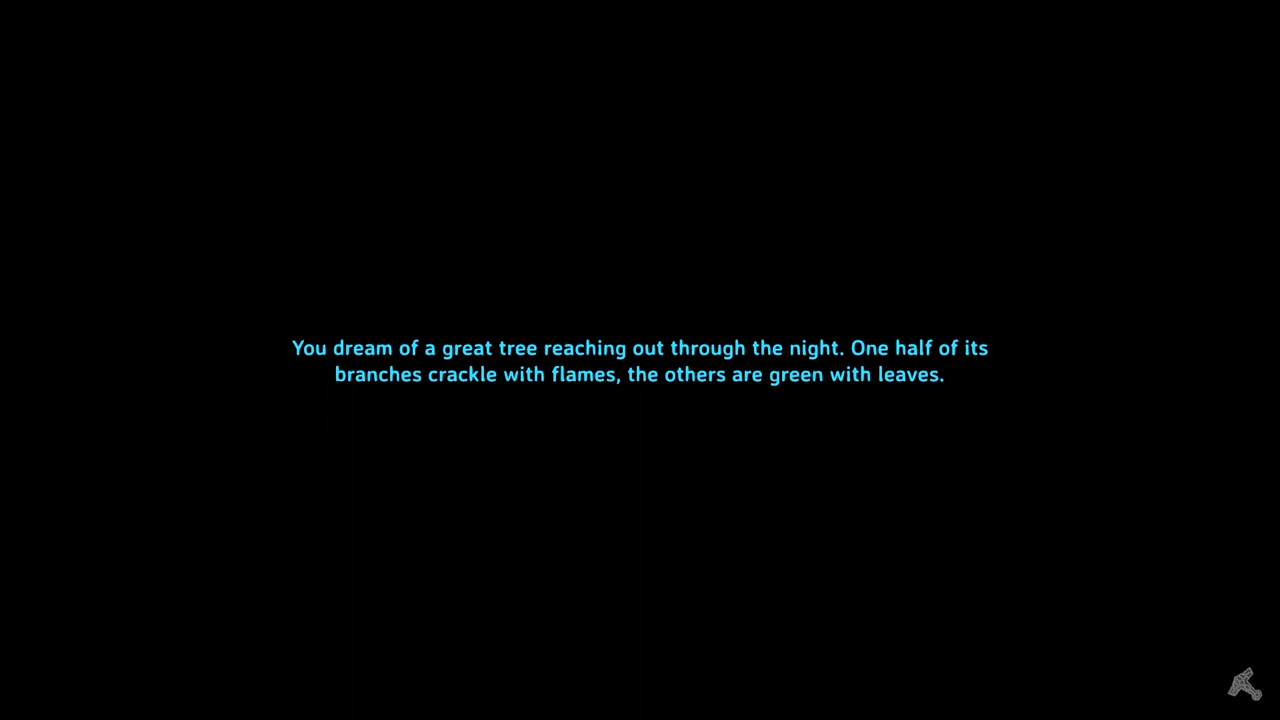 You dream of a great tree reaching out through the night. One half of its
branches crackle with flames, the others are green with leaves.